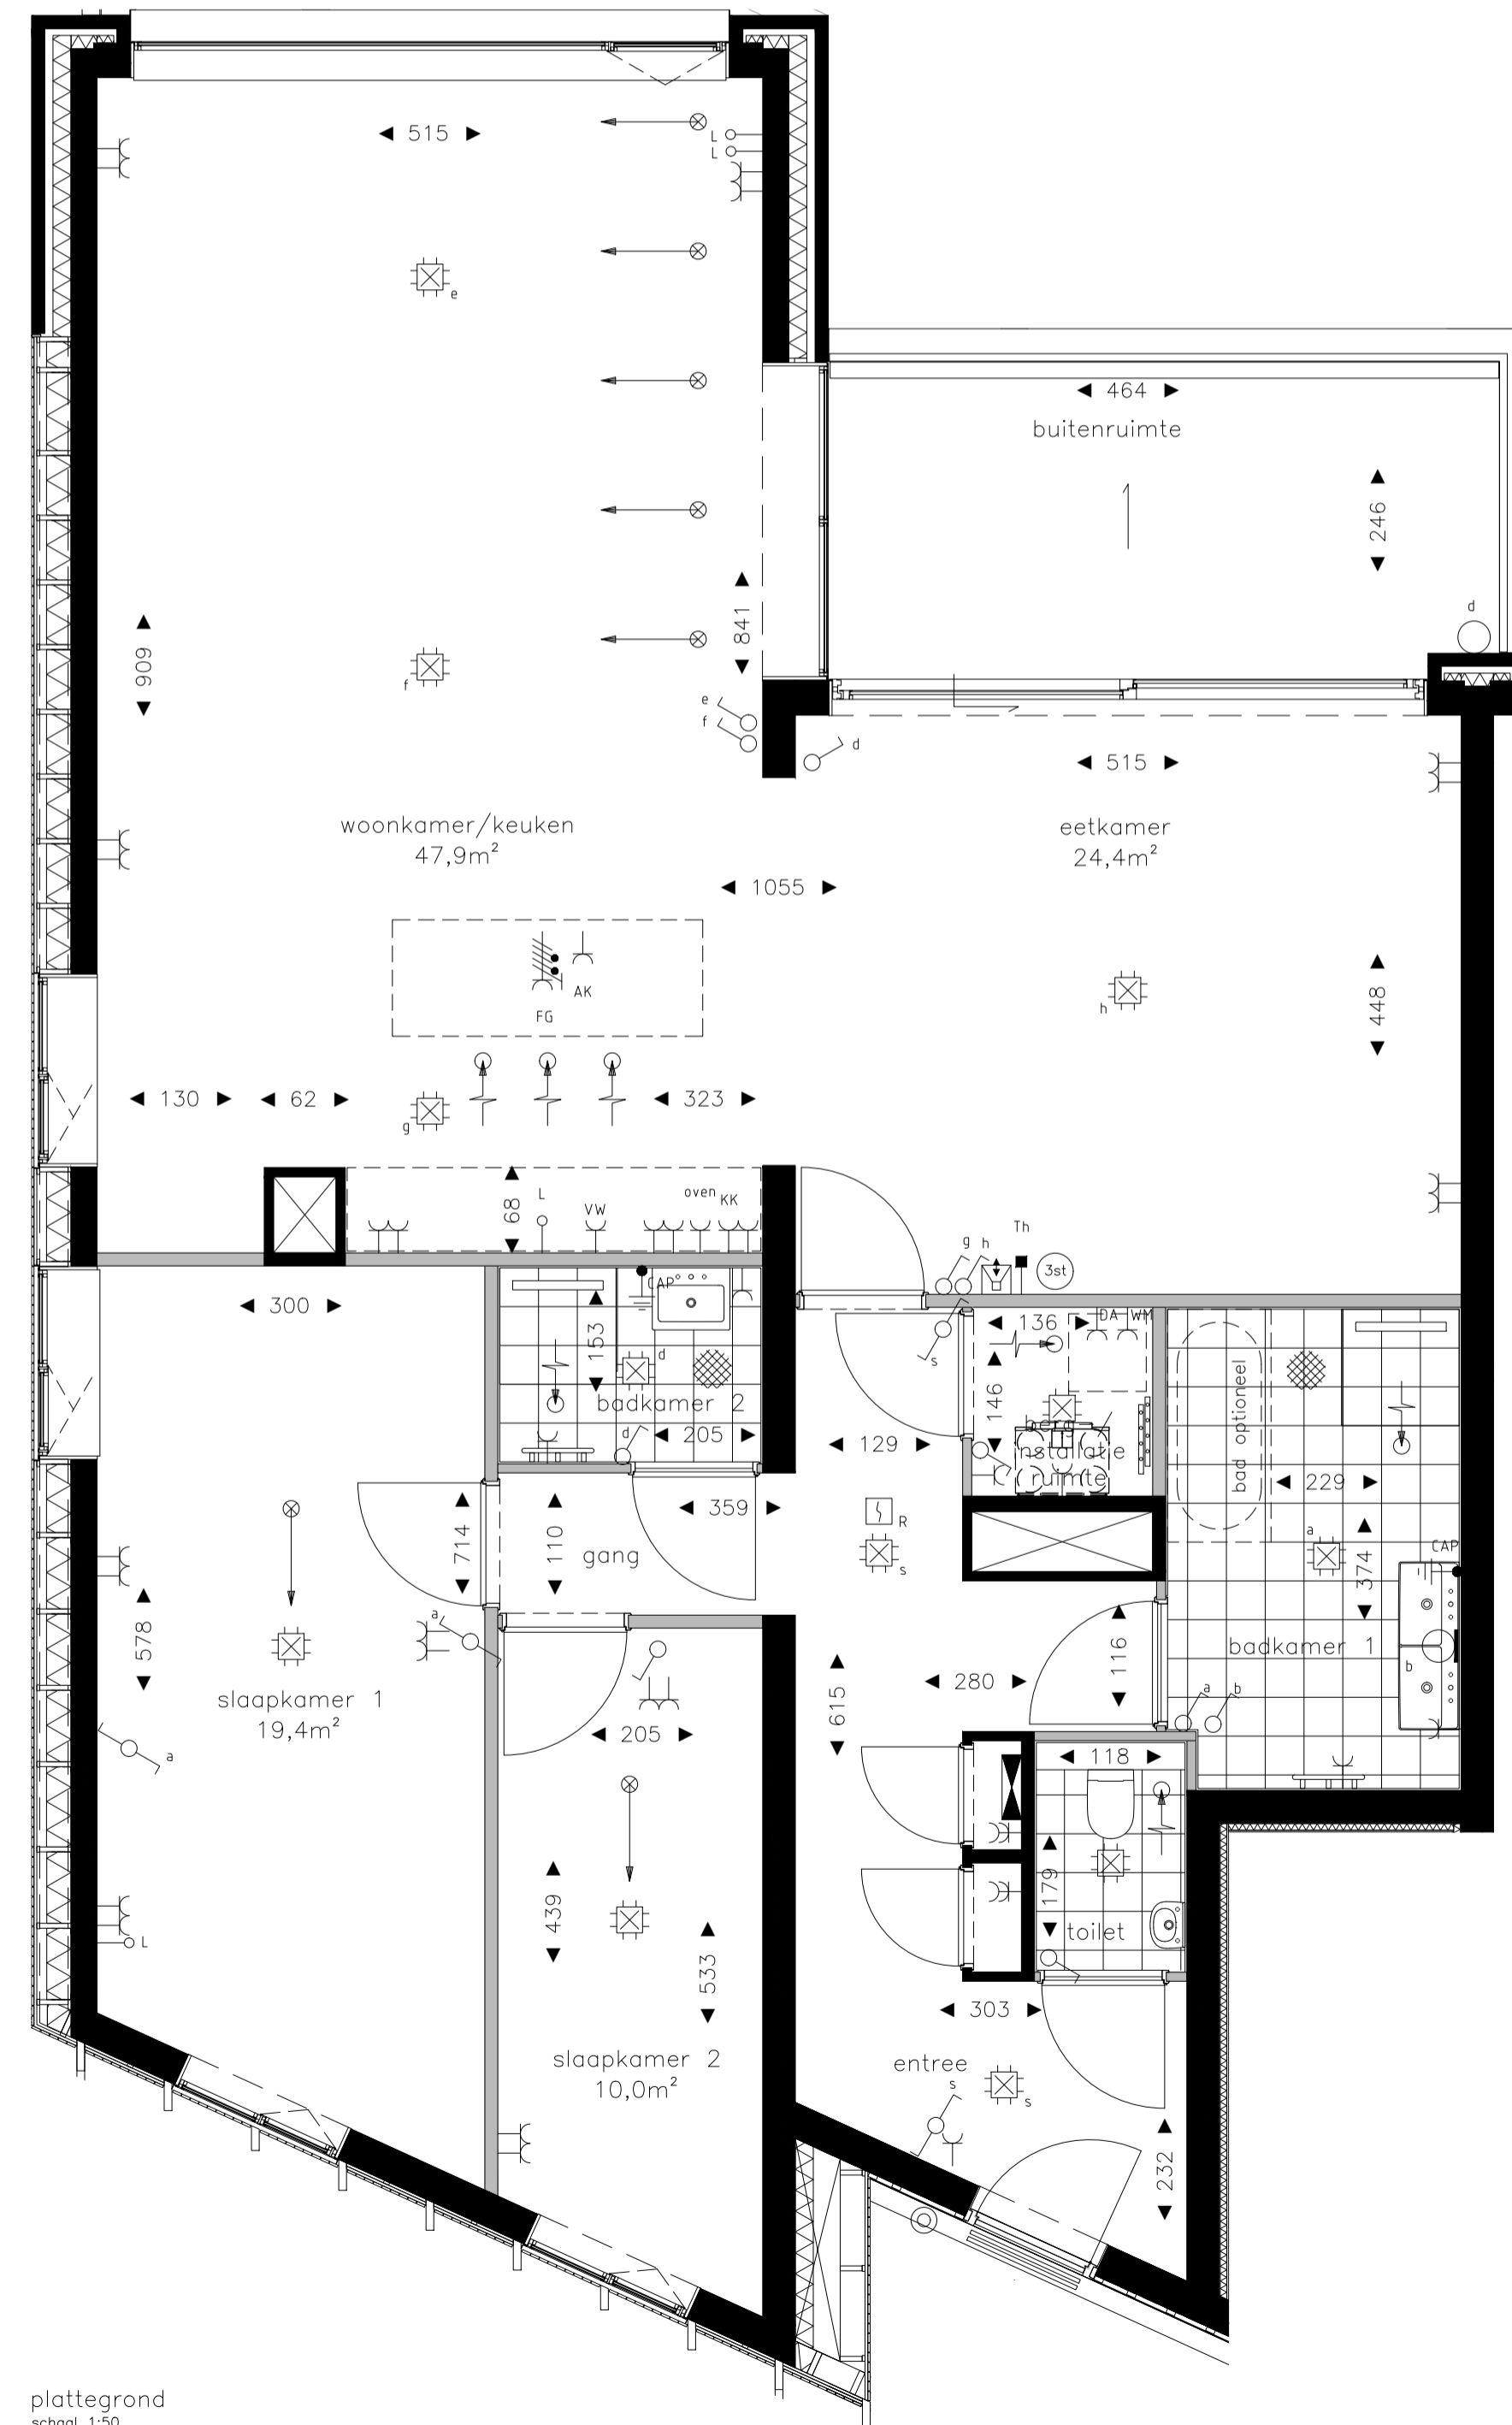 515
L
L
e
464
buitenruimte
246
d
841
909
f
e
f
d
515
woonkamer/keuken
47,9m²
eetkamer
24,4m²
1055
AK
FG
h
448
130
62
323
g
68
L
VW
oven
KK
g
h
Th
3st
300
CAP
153
d
badkamer 2
d
205
s
136
DA
WM
146
129
installatie
ruimte
bad optioneel
229
a
CAP
374
359
R
s
714
110
gang
578
a
116
badkamer 1
b
slaapkamer 1
19,4m²
a
280
a
b
615
205
118
179
toilet
439
533
L
303
slaapkamer 2
10,0m²
entree
s
s
232
plattegrond
schaal 1:50